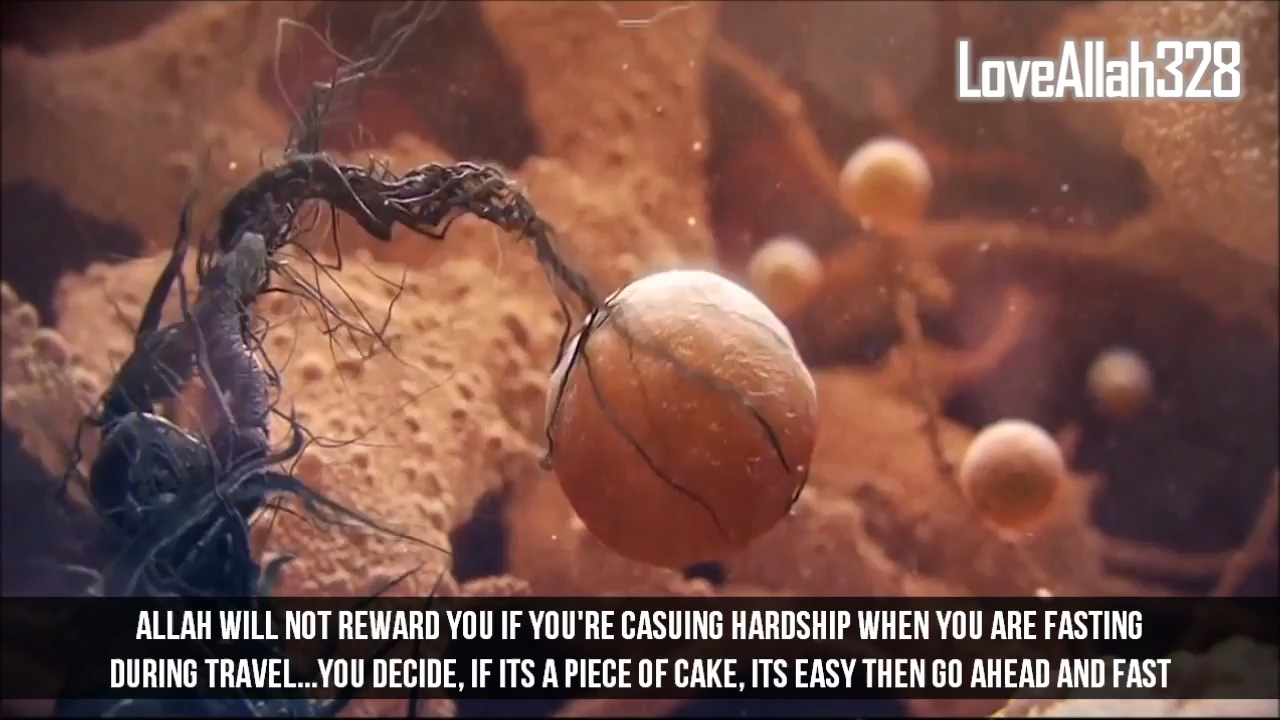 LoveAllah328
ALLAH WILL NOT REWARD YOU IF YOU'RE CASUING HARDSHIP WHEN YOU ARE FASTING
DURING TRAVEL...YOU DECIDE, IF ITS A PIECE OF CAKE, ITS EASY THEN GO AHEAD AND FAST